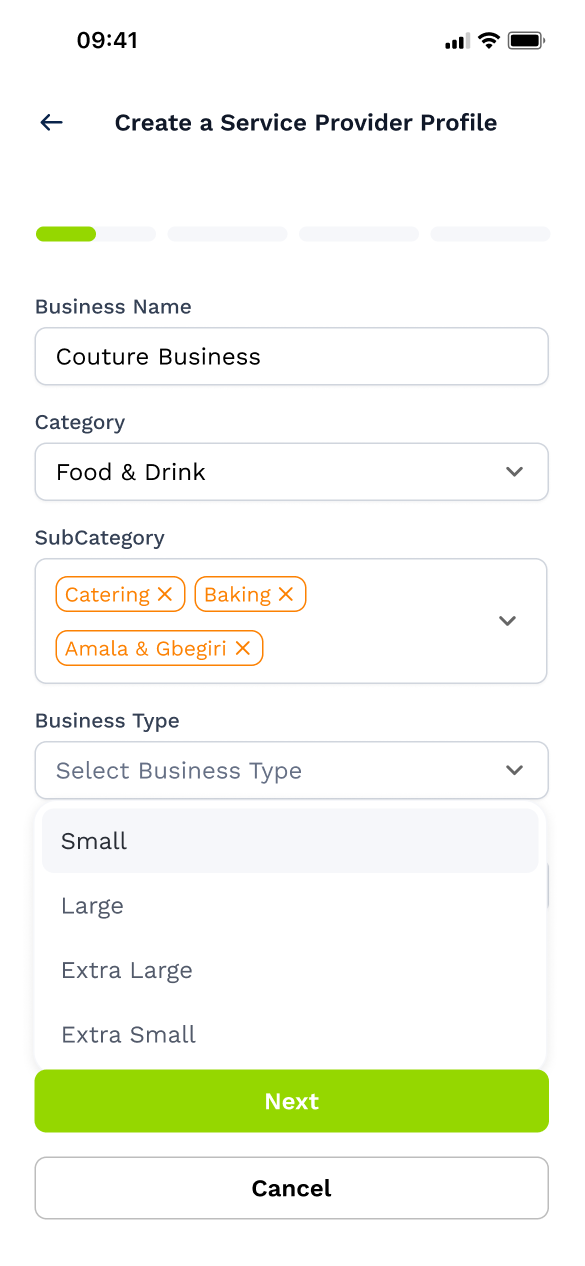 09:41
Create a Service Provider Profile
Business Name
Couture Business
Category
Food & Drink
SubCategory
Catering Baking
Amala & Gbegiri
Business Type
Select Business Type
Small
Large
Extra Large
Extra Small
Next
Cancel